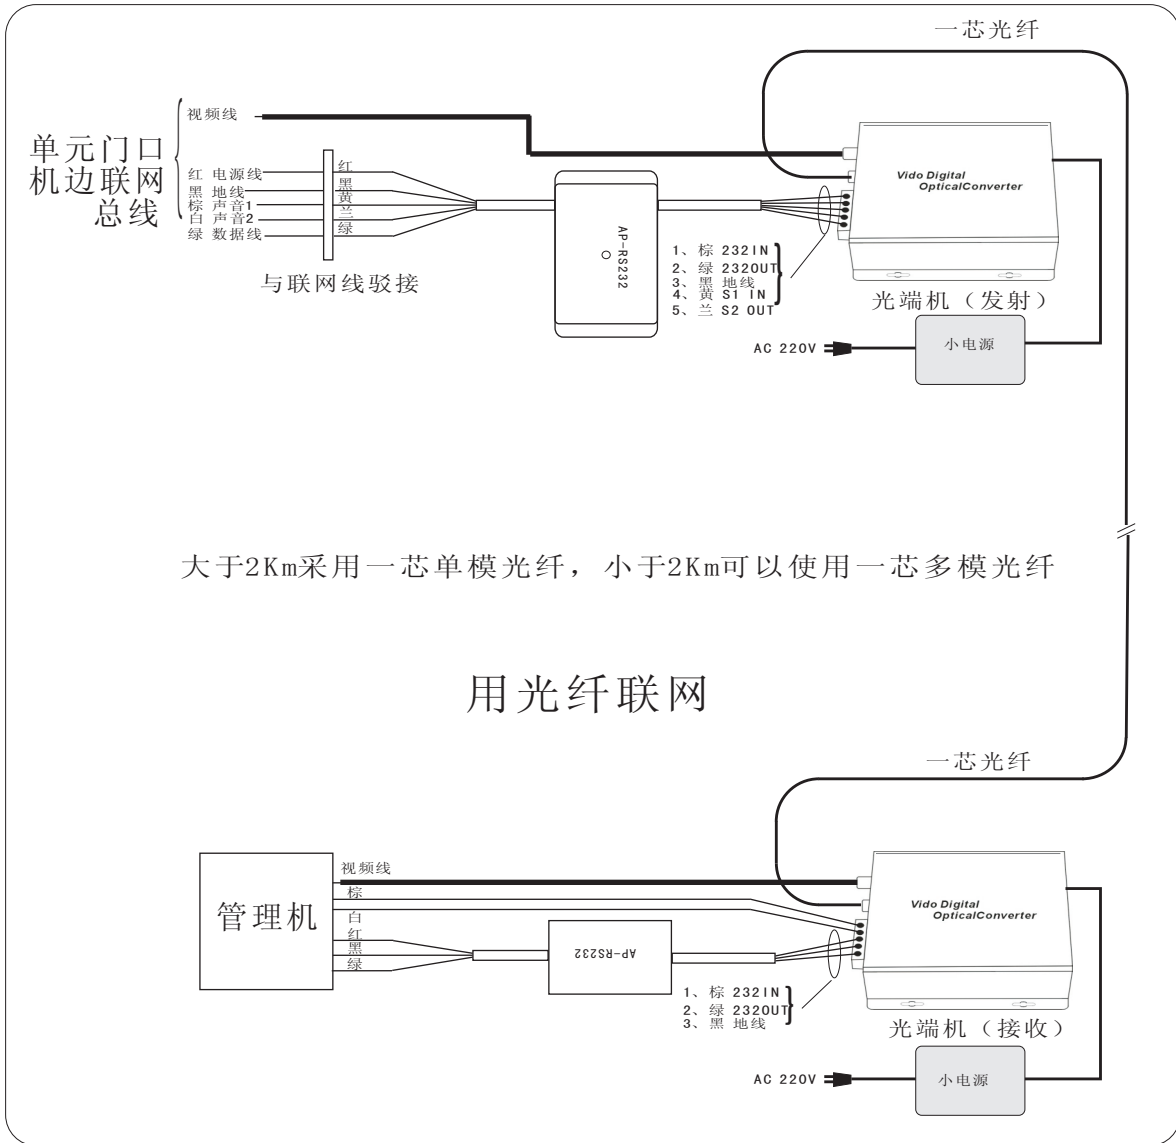 一芯光纤
视频线
单元门口
机边联网
总线
红 电源线
黑 地线
棕 声音1
白 声音2
绿 数据线
红
黑
黄
兰
绿
与联网线驳接
AP-RS232
1、棕 232IN
2、绿 232OUT
3、黑 地线
4、黄 S1 IN
5、兰 S2 OUT
Vido Digital
OpticalConverter
光端机（发射）
AC 220V
小电源
大于2Km采用一芯单模光纤，小于2Km可以使用一芯多模光纤
用光纤联网
一芯光纤
管理机
视频线
棕
白
红
黑
绿
AP-RS232
1、棕 232IN
2、绿 232OUT
3、黑 地线
Vido Digital
OpticalConverter
光端机（接收）
AC 220V
小电源